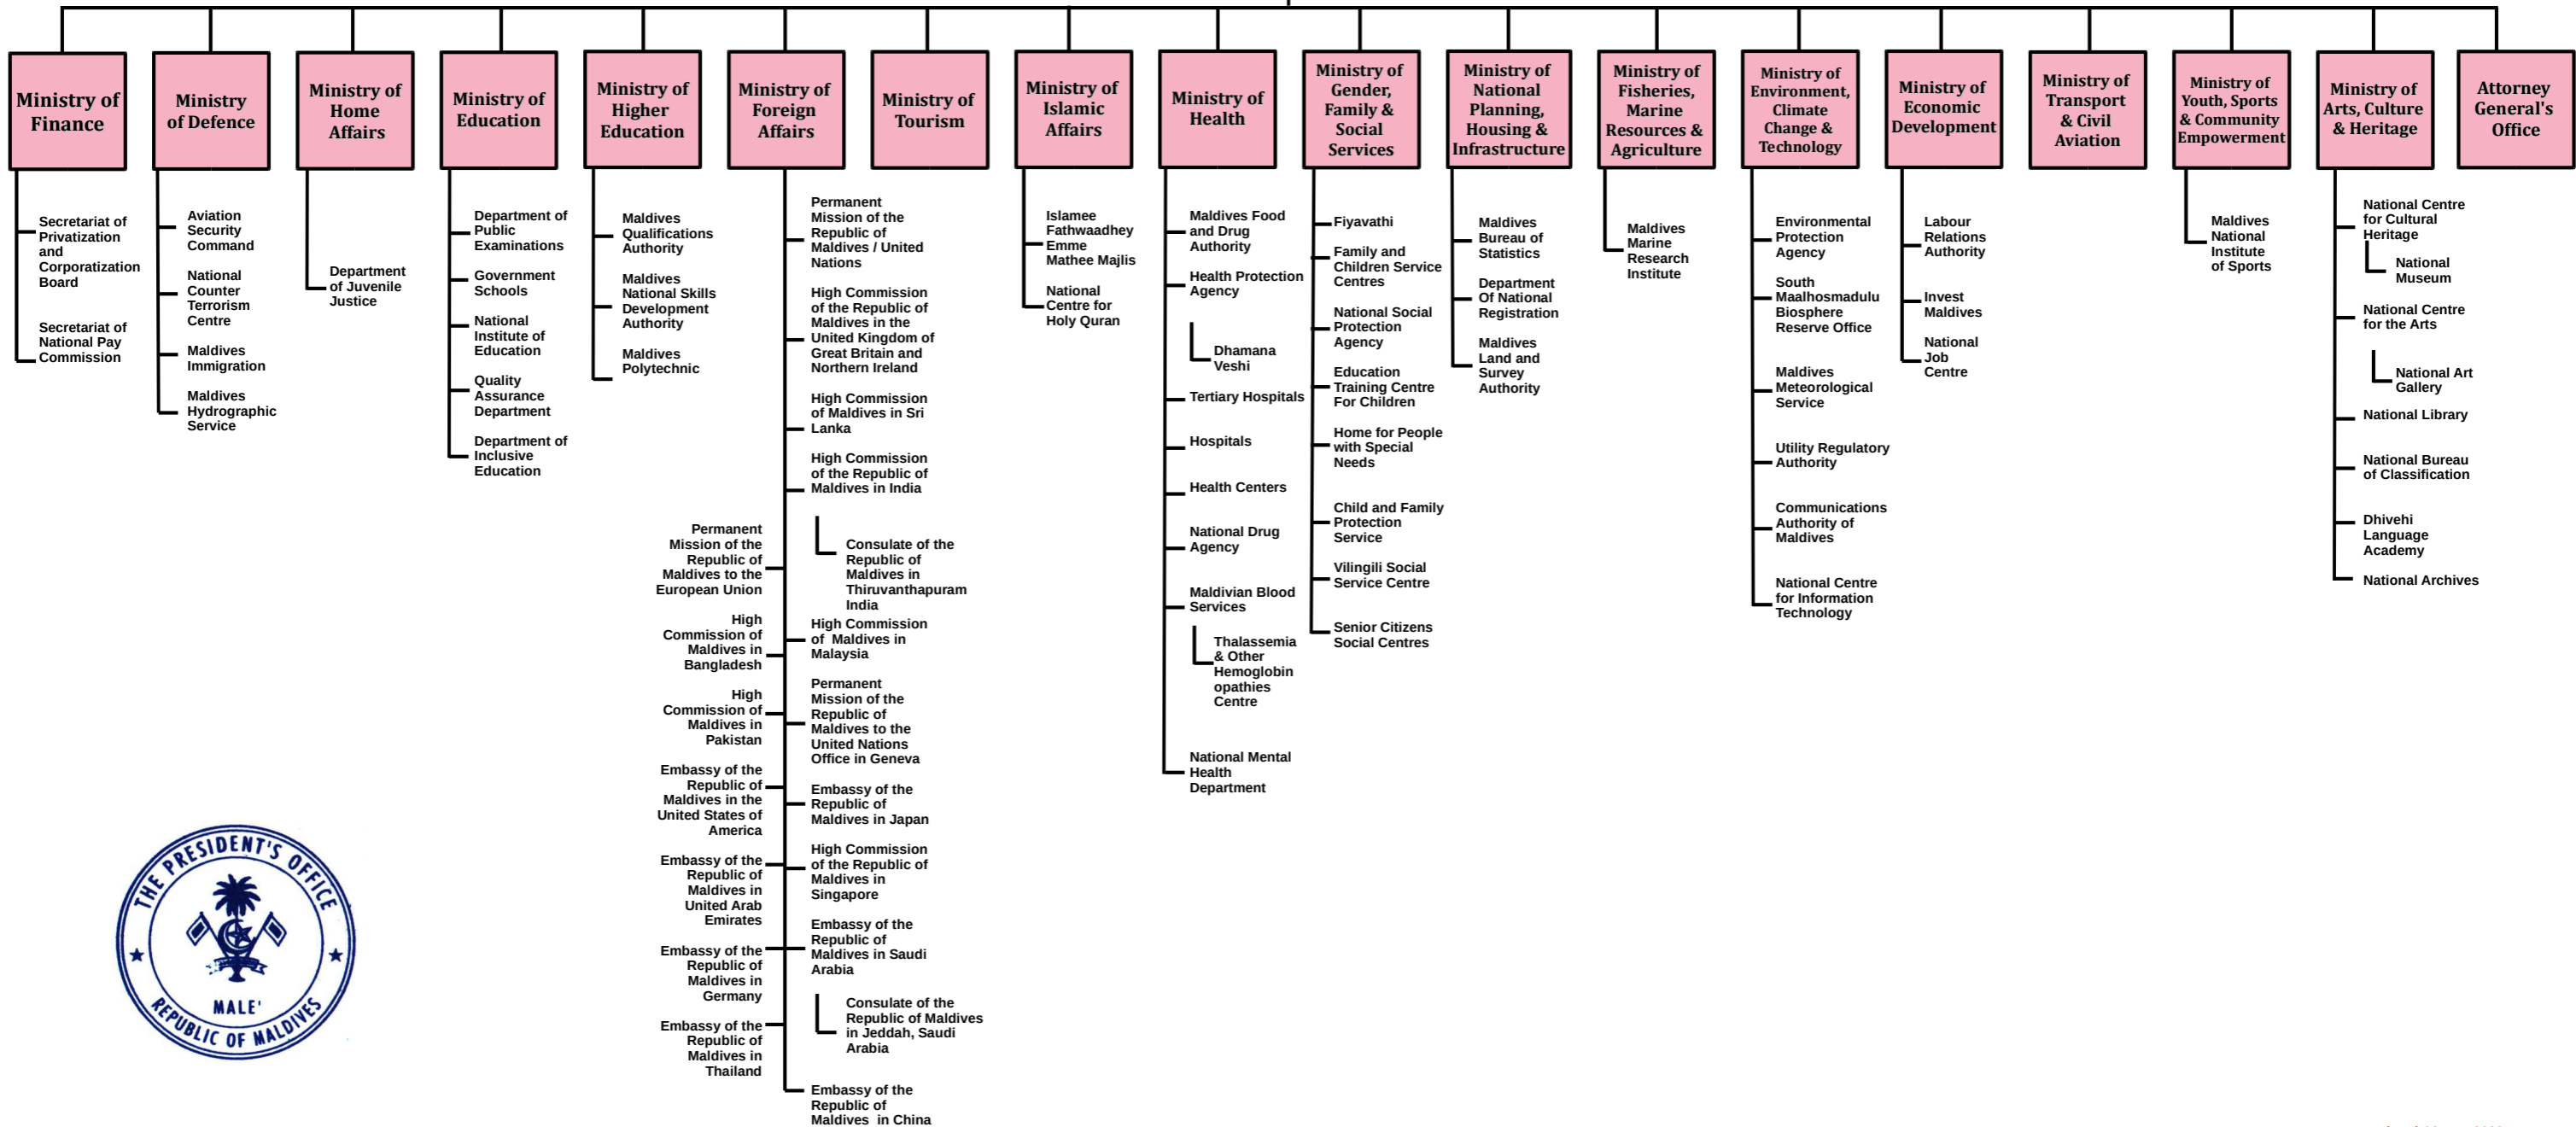 Ministry of
Finance
Ministry
of Defence
Ministry of
Home
Affairs
Ministry of
Education
Ministry of
Higher
Education
Ministry of
Foreign
Affairs
Ministry of
Tourism
Ministry of
Islamic
Affairs
Ministry of
Health
Ministry of
Gender,
Family &
Social
Services
Ministry of
National
Planning,
Housing &
Infrastructure
Ministry of
Fisheries,
Marine
Resources &
Agriculture
Ministry of
Environment,
Climate
Change &
Technology
Ministry of
Economic
Development
Ministry of
Transport
& Civil
Aviation
Ministry of
Youth, Sports
& Community
Empowerment
Ministry of
Arts, Culture
& Heritage
Attorney
General's
Office
Secretariat of
Privatization
and
Corporatization
Board
Secretariat of
National Pay
Commission
Aviation
Security
Command
National
Counter
Terrorism
Centre
Maldives
Immigration
Maldives
Hydrographic
Service
Department
of Juvenile
Justice
Department of
Public
Examinations
Government
Schools
National
Institute of
Education
Quality
Assurance
Department
Department of
Inclusive
Education
Maldives
Qualifications
Authority
Maldives
National Skills
Development
Authority
Maldives
Polytechnic
Permanent
Mission of the
Republic of
Maldives / United
Nations
High Commission
of the Republic of
Maldives in the
United Kingdom of
Great Britain and
Northern Ireland
High Commission
of Maldives in Sri
Lanka
High Commission
of the Republic of
Maldives in India
Consulate of the
Republic of
Maldives in
Thiruvanthapuram
India
High Commission
of Maldives in
Malaysia
Permanent
Mission of the
Republic of
Maldives to the
United Nations
Office in Geneva
Embassy of the
Republic of
Maldives in Japan
High Commission
of the Republic of
Maldives in
Singapore
Embassy of the
Republic of
Maldives in Saudi
Arabia
Consulate of the
Republic of Maldives
in Jeddah, Saudi
Arabia
Embassy of the
Republic of
Maldives in China
Permanent
Mission of the
Republic of
Maldives to the
European Union
High
Commission of
Maldives in
Bangladesh
High
Commission of
Maldives in
Pakistan
Embassy of the
Republic of
Maldives in the
United States of
America
Embassy of the
Republic of
Maldives in
United Arab
Emirates
Embassy of the
Republic of
Maldives in
Germany
Embassy of the
Republic of
Maldives in
Thailand
Islamee
Fathwaadhey
Emme
Mathee Majlis
National
Centre for
Holy Quran
Maldives Food
and Drug
Authority
Health Protection
Agency
Dhamana
Veshi
Tertiary Hospitals
Hospitals
Health Centers
National Drug
Agency
Maldivian Blood
Services
Thalassemia
& Other
Hemoglobin
opathies
Centre
National Mental
Health
Department
Fiyavathi
Family and
Children Service
Centres
National Social
Protection
Agency
Education
Training Centre
For Children
Home for People
with Special
Needs
Child and Family
Protection
Service
Vilingili Social
Service Centre
Senior Citizens
Social Centres
Maldives
Bureau of
Statistics
Department
Of National
Registration
Maldives
Land and
Survey
Authority
Maldives
Marine
Research
Institute
Environmental
Protection
Agency
South
Maalhosmadulu
Biosphere
Reserve Office
Maldives
Meteorological
Service
Utility Regulatory
Authority
Communications
Authority of
Maldives
National Centre
for Information
Technology
Labour
Relations
Authority
Invest
Maldives
National
Job
Centre
Maldives
National
Institute
of Sports
National Centre
for Cultural
Heritage
National
Museum
National Centre
for the Arts
National Art
Gallery
National Library
National Bureau
of Classification
Dhivehi
Language
Academy
National Archives
THE PRESIDENT'S OFFICE
MALE'
REPUBLIC OF MALDIVES